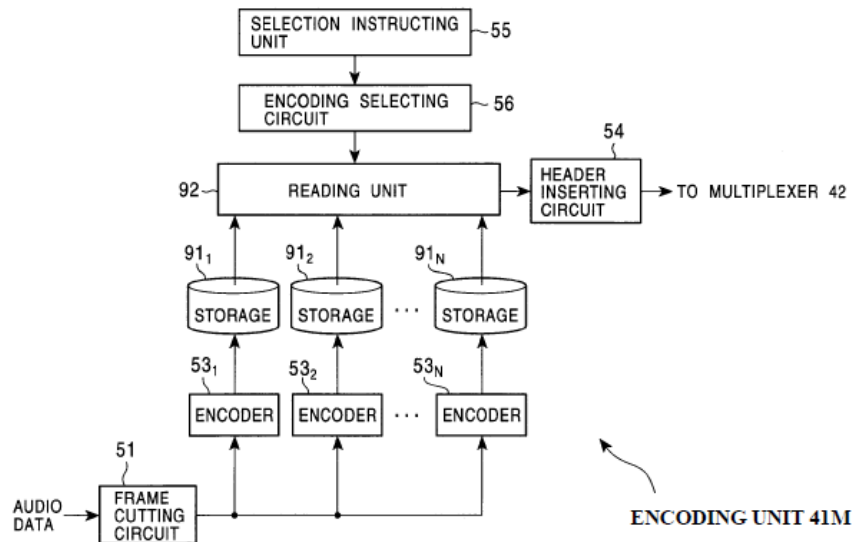 SELECTION INSTRUCTING
UNIT
55
ENCODING SELECTING
CIRCUIT
56
54
92
READING UNIT
HEADER
INSERTING
CIRCUIT
TO MULTIPLEXER 42
91₁
91₂
91N
STORAGE
STORAGE
...
STORAGE
53₁
53₂
53N
ENCODER
ENCODER
...
ENCODER
51
AUDIO
DATA
FRAME
CUTTING
CIRCUIT
ENCODING UNIT 41M